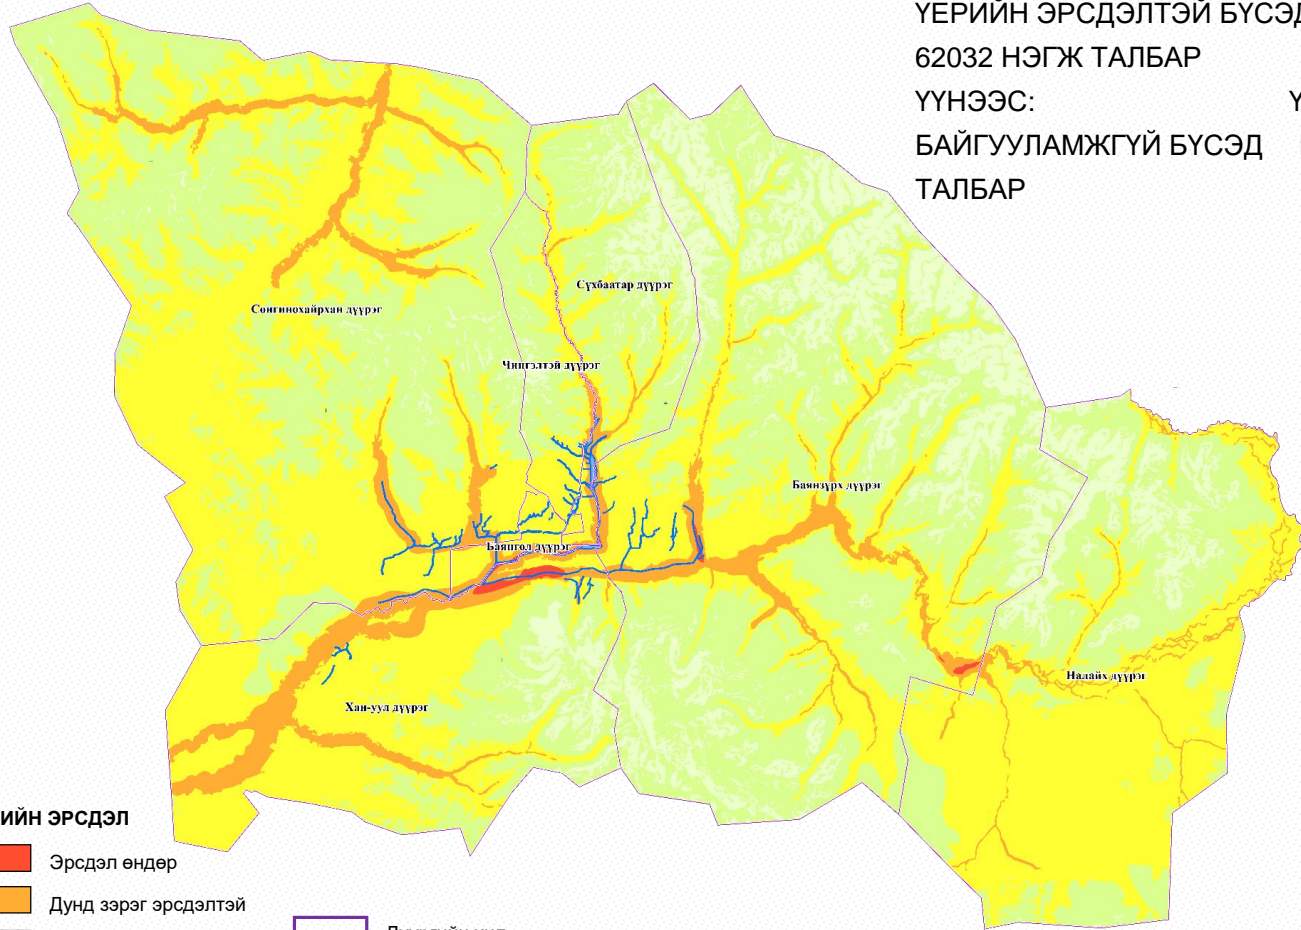 ҮЕРИЙН ЭРСДЭЛТЭЙ БҮСЭД
62032 НЭГЖ ТАЛБАР
ҮҮНЭЭС:
БАЙГУУЛАМЖГҮЙ БҮСЭД
ТАЛБАР
Сүхбаатар дүүрэг
Сонгинохайрхан дүүрэг
Чингэлтэй дүүрэг
Баянзүрх дүүрэг
Баянгол дүүрэг
Налайх дүүрэг
Хан-уул дүүрэг
ИЙН ЭРСДЭЛ
Эрсдэл өндөр
Дунд зэрэг эрсдэлтэй